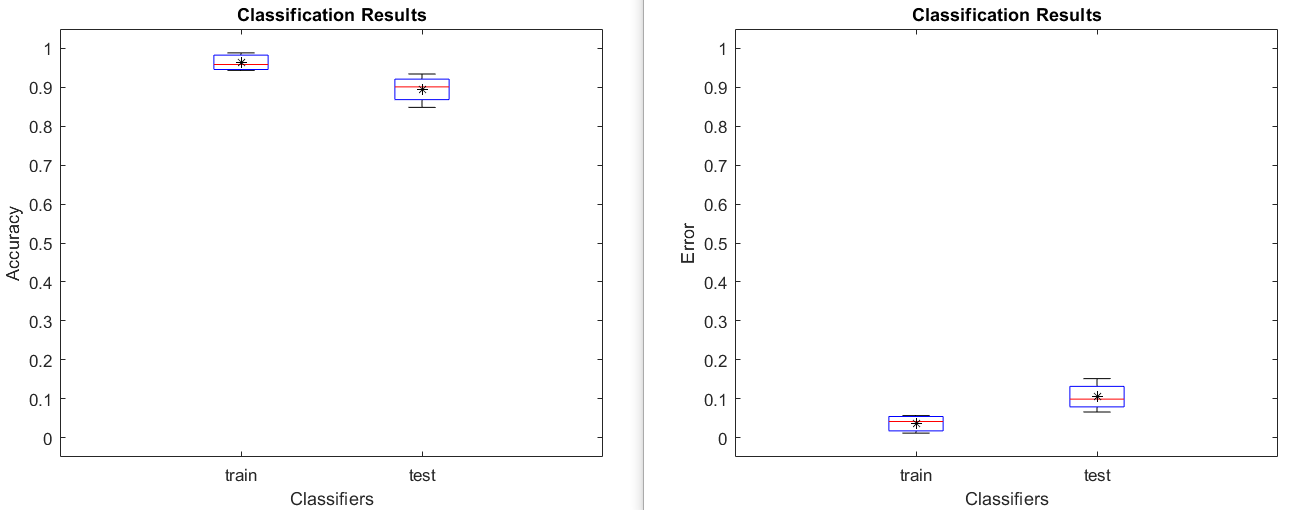 Classification Results
Accuracy
1
0.9
0.8
0.7
0.6
0.5
0.4
0.3
0.2
0.1
0
train test
Classifiers
Classification Results
Error
1
0.9
0.8
0.7
0.6
0.5
0.4
0.3
0.2
0.1
0
train test
Classifiers